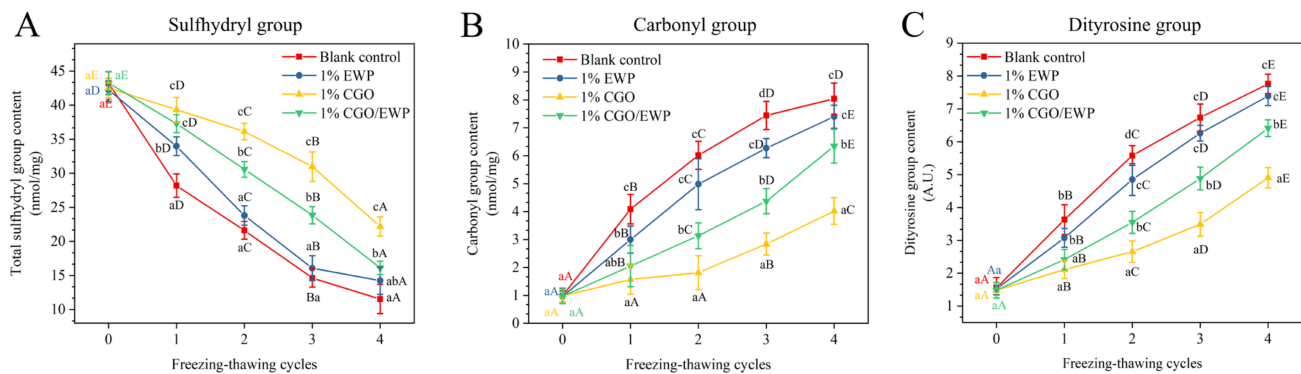 A
Sulfhydryl group
Total sulfhydryl group content
(nmol/mg)
45
40
35
30
25
20
15
10
Blank control
1% EWP
1% CGO
1% CGO/EWP
aE
aE
aD
aE
cD
cD
bD
aD
cC
bC
aC
aC
cB
bB
aB
Ba
cA
bA
abA
aA
0 1 2 3 4
Freezing-thawing cycles
B
Carbonyl group
Carbonyl group content
(nmol/mg)
10
9
8
7
6
5
4
3
2
1
0
Blank control
1% EWP
1% CGO
1% CGO/EWP
aA
aA
aA
aA
cB
bB
abB
aA
cC
cC
bC
aA
dD
cD
bD
aB
cD
cE
bE
aC
0 1 2 3 4
Freezing-thawing cycles
C
Dityrosine group
Dityrosine group content
(A.U.)
9
8
7
6
5
4
3
2
1
Blank control
1% EWP
1% CGO
1% CGO/EWP
Aa
aA
aA
aA
bB
bB
aB
aB
dC
cC
bC
aC
cD
cD
bD
aD
cE
cE
bE
aE
0 1 2 3 4
Freezing-thawing cycles